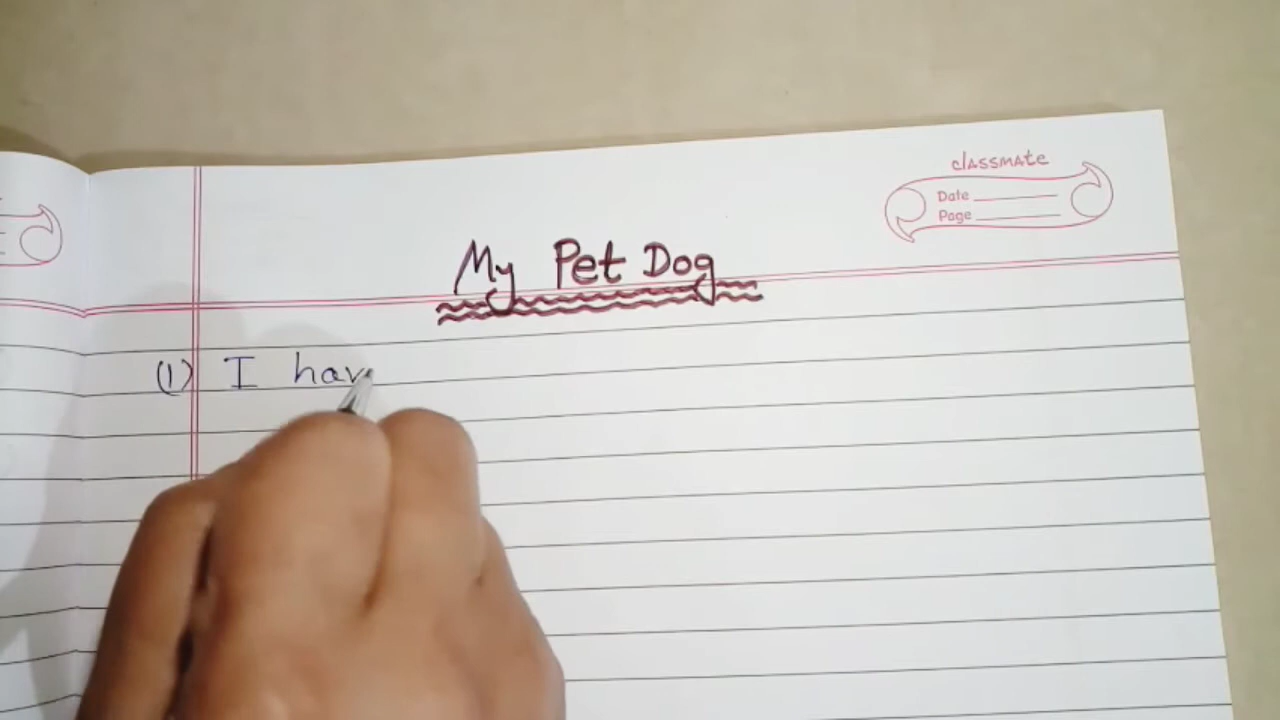 classmate
Date
Page
My Pet Dog
(1) I hav